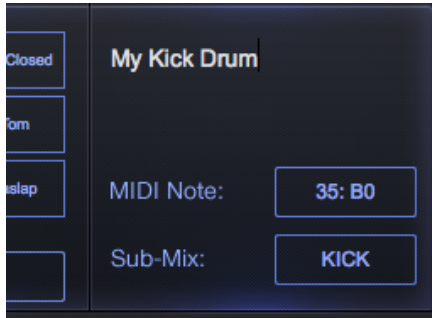 Closed
My Kick Drum
Tom
MIDI Note:
35: B0
Sub-Mix:
KICK